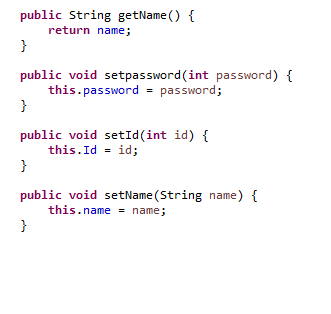 public String getName() {
    return name;
}
public void setpassword(int password) {
    this.password = password;
}
public void setId(int id) {
    this.Id = id;
}
public void setName(String name) {
    this.name = name;
}